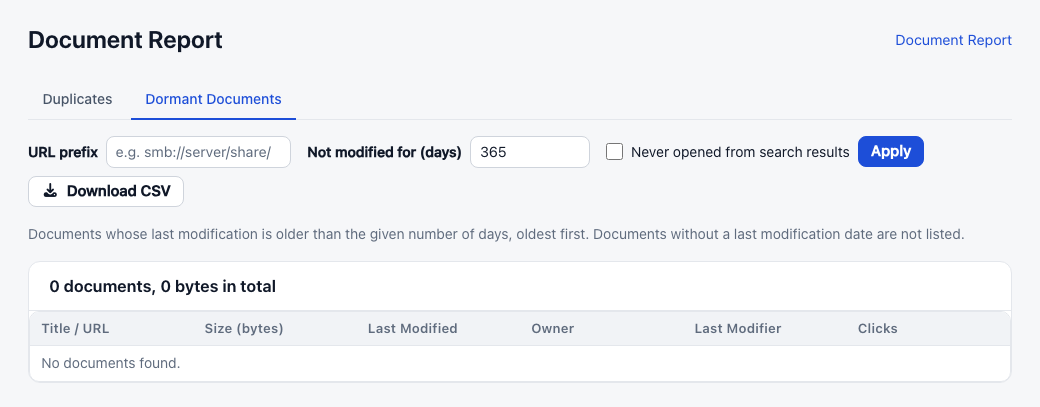 Document Report
Document Report
Duplicates
Dormant Documents
URL prefix e.g. smb://server/share/ Not modified for (days) 365 Never opened from search results Apply
Download CSV
Documents whose last modification is older than the given number of days, oldest first. Documents without a last modification date are not listed.
0 documents, 0 bytes in total
Title / URL Size (bytes) Last Modified Owner Last Modifier Clicks
No documents found.